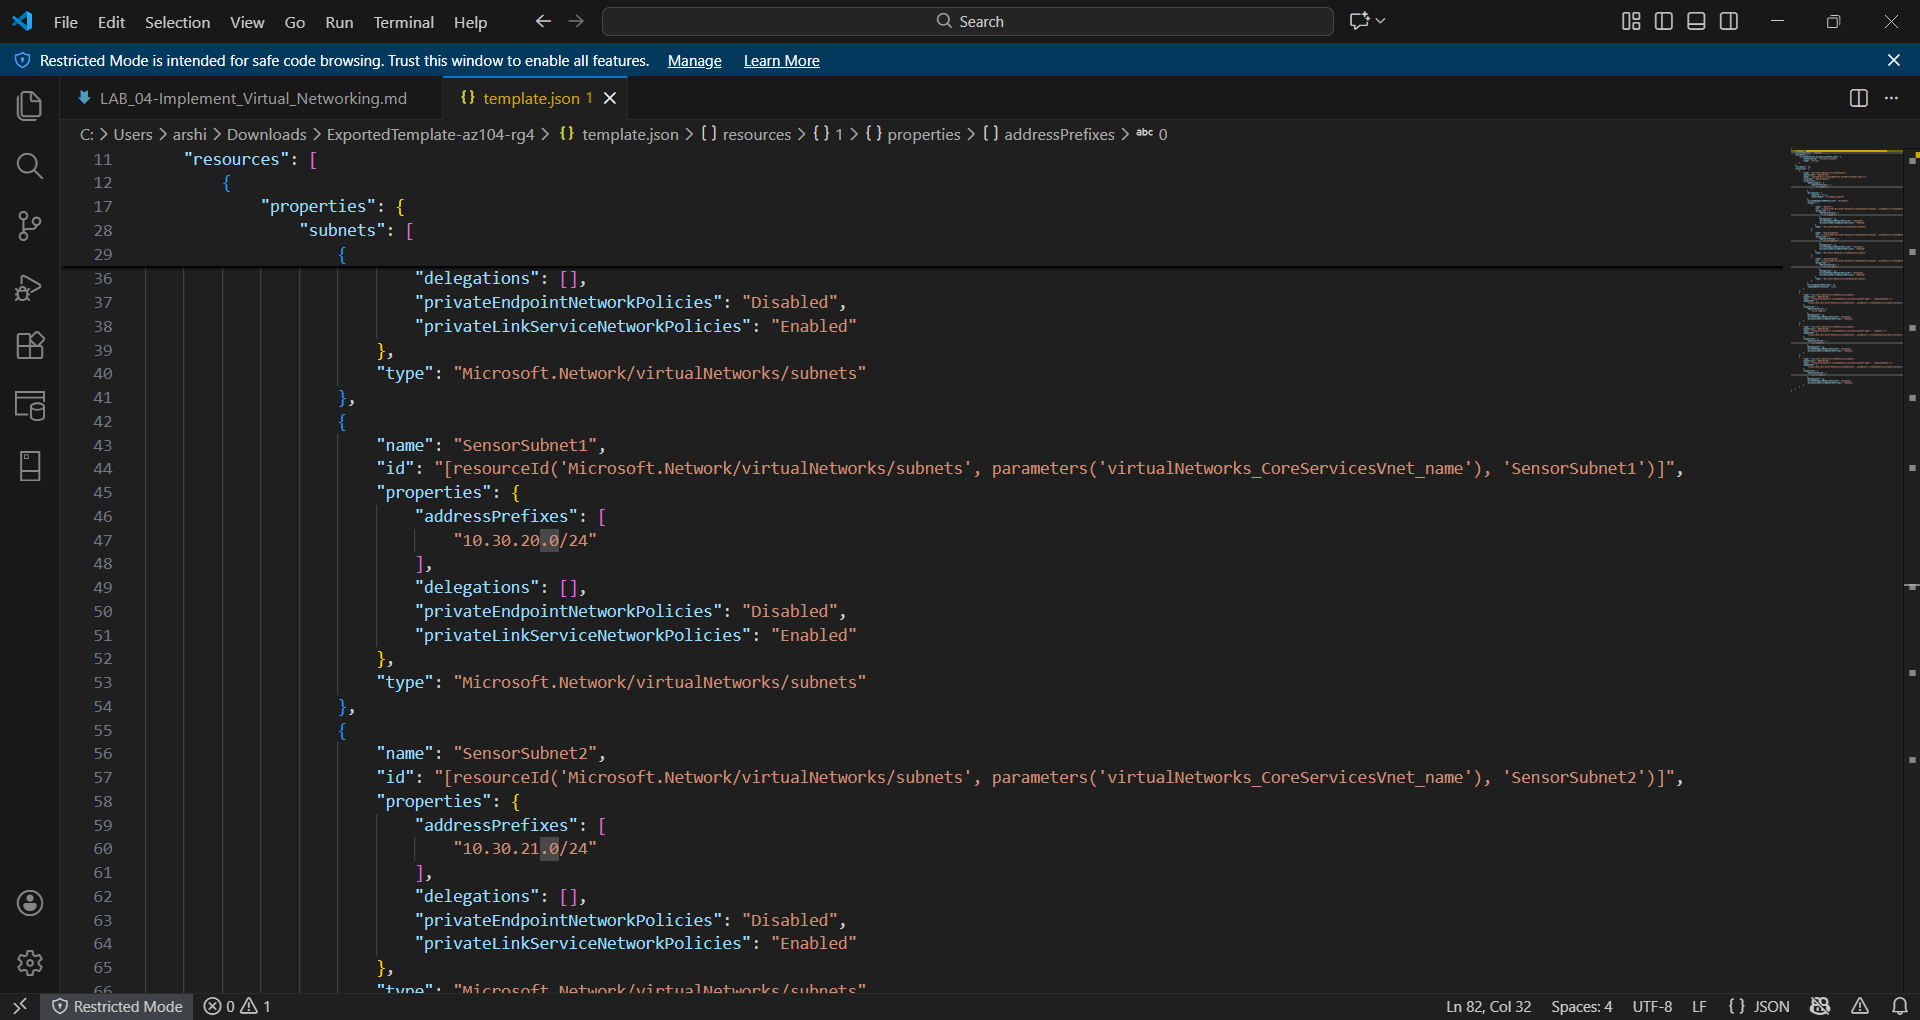 File Edit Selection View Go Run Terminal Help Search
Restricted Mode is intended for safe code browsing. Trust this window to enable all features. Manage Learn More
LAB_04-Implement_Virtual_Networking.md {} template.json 1
C: > Users > arshi > Downloads > ExportedTemplate-az104-rg4 > {} template.json > [ ] resources > {} 1 > {} properties > [ ] addressPrefixes > abc 0
11 "resources": [
12 {
17 "properties": {
28 "subnets": [
29 {
36 "delegations": [],
37 "privateEndpointNetworkPolicies": "Disabled",
38 "privateLinkServiceNetworkPolicies": "Enabled"
39 },
40 "type": "Microsoft.Network/virtualNetworks/subnets"
41 },
42 {
43 "name": "SensorSubnet1",
44 "id": "[resourceId('Microsoft.Network/virtualNetworks/subnets', parameters('virtualNetworks_CoreServicesVnet_name'), 'SensorSubnet1')]",
45 "properties": {
46 "addressPrefixes": [
47 "10.30.20.0/24"
48 ],
49 "delegations": [],
50 "privateEndpointNetworkPolicies": "Disabled",
51 "privateLinkServiceNetworkPolicies": "Enabled"
52 },
53 "type": "Microsoft.Network/virtualNetworks/subnets"
54 },
55 {
56 "name": "SensorSubnet2",
57 "id": "[resourceId('Microsoft.Network/virtualNetworks/subnets', parameters('virtualNetworks_CoreServicesVnet_name'), 'SensorSubnet2')]",
58 "properties": {
59 "addressPrefixes": [
60 "10.30.21.0/24"
61 ],
62 "delegations": [],
63 "privateEndpointNetworkPolicies": "Disabled",
64 "privateLinkServiceNetworkPolicies": "Enabled"
65 },
66 "type": "Microsoft.Network/virtualNetworks/subnets"
Restricted Mode 0 1 Ln 82, Col 32 Spaces: 4 UTF-8 LF {} JSON